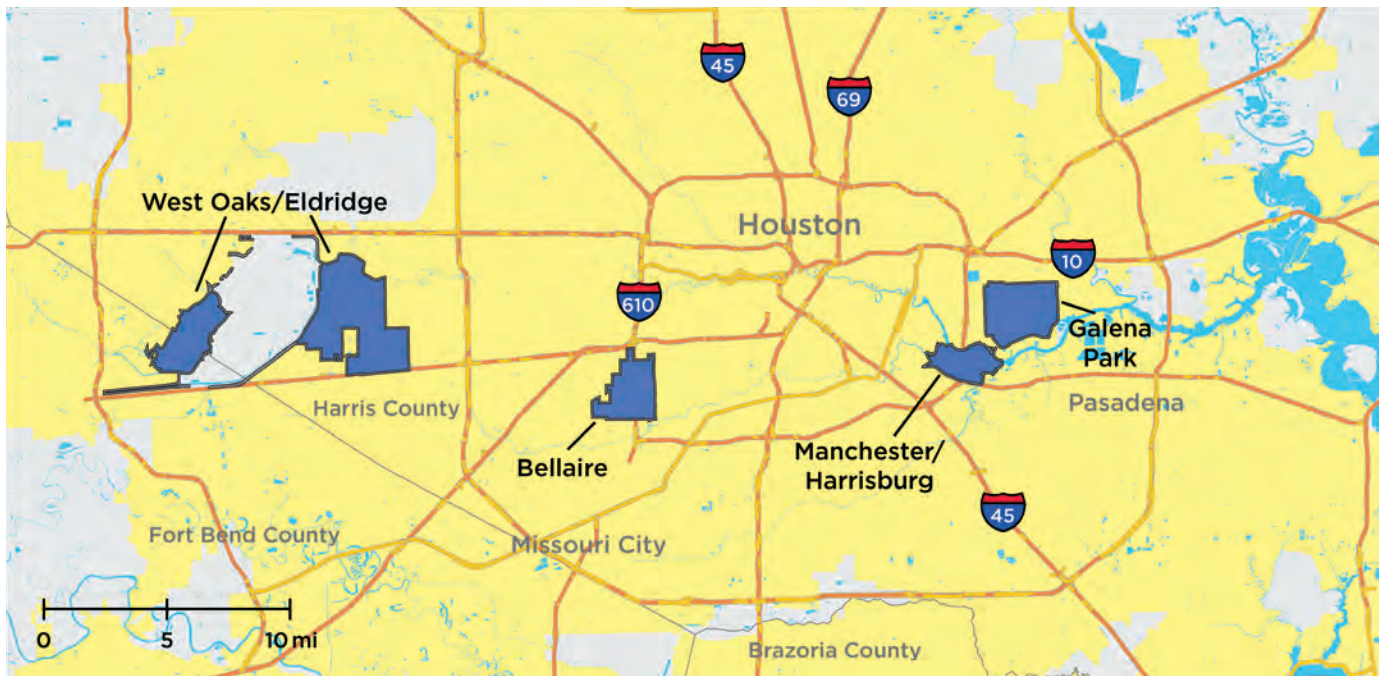 45
69
West Oaks/Eldridge
Houston
10
610
Galena
Park
Harris County
Pasadena
Bellaire
Manchester/
Harrisburg
45
Fort Bend County
Missouri City
0 5 10 mi
Brazoria County